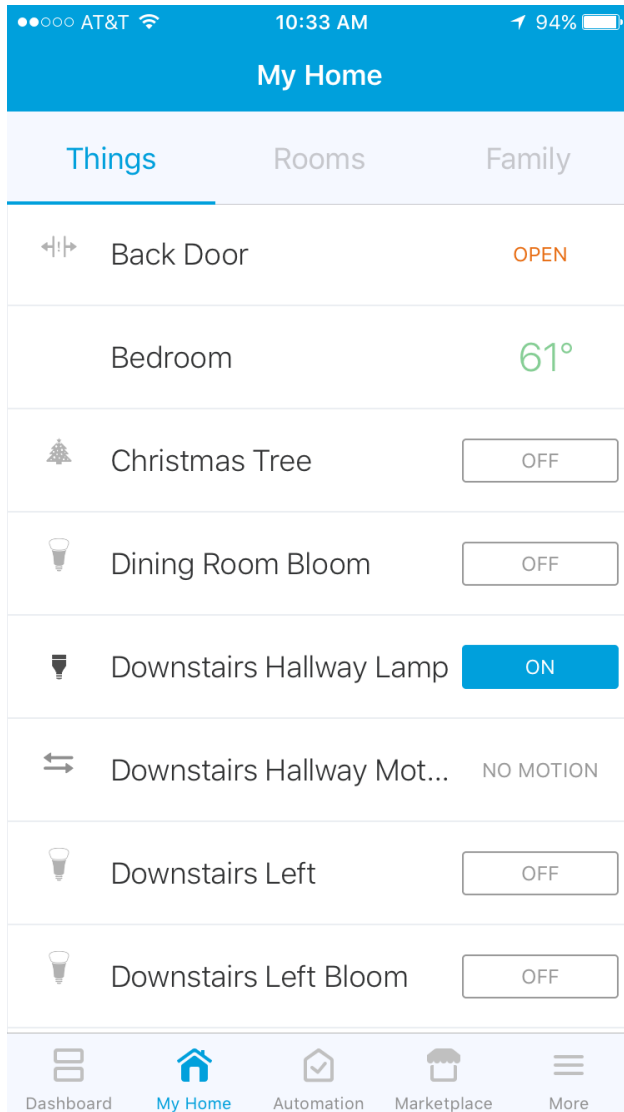 AT&T 10:33 AM 94%
My Home
Things Rooms Family
Back Door OPEN
Bedroom 61°
Christmas Tree OFF
Dining Room Bloom OFF
Downstairs Hallway Lamp ON
Downstairs Hallway Mot... NO MOTION
Downstairs Left OFF
Downstairs Left Bloom OFF
Dashboard My Home Automation Marketplace More